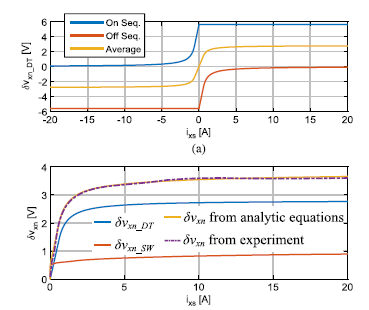 6
4
2
0
-2
-4
-6
δv_xn_DT [V]
On Seq.
Off Seq.
Average
-20 -15 -10 -5 0 5 10 15 20
i_xs [A]
(a)
4
3
2
1
0
δv_xn [V]
δv_xn_DT δv_xn from analytic equations
δv_xn_SW δv_xn from experiment
0 5 10 15 20
i_xs [A]